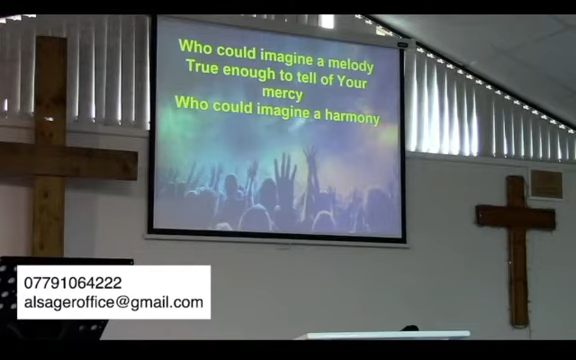 Who could imagine a melody
True enough to tell of Your
mercy
Who could imagine a harmony
07791064222
alsageroffice@gmail.com